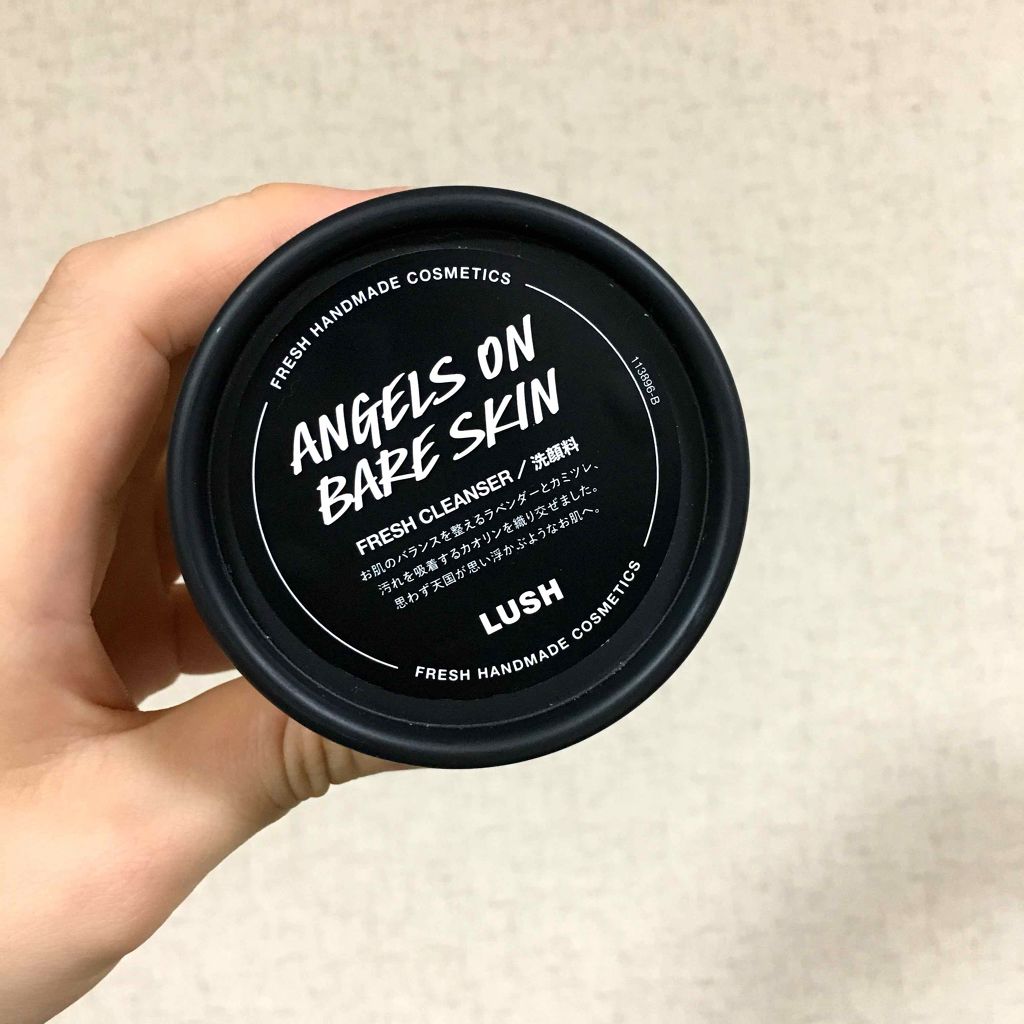 FRESH HANDMADE COSMETICS
113896-B
ANGELS ON
BARE SKIN
FRESH CLEANSER / 洗顔料
お肌のバランスを整えるラベンダーとカミツレ、
汚れを吸着するカオリンを織り交ぜました。
思わず天国が思い浮かぶようなお肌へ。
LUSH
FRESH HANDMADE COSMETICS